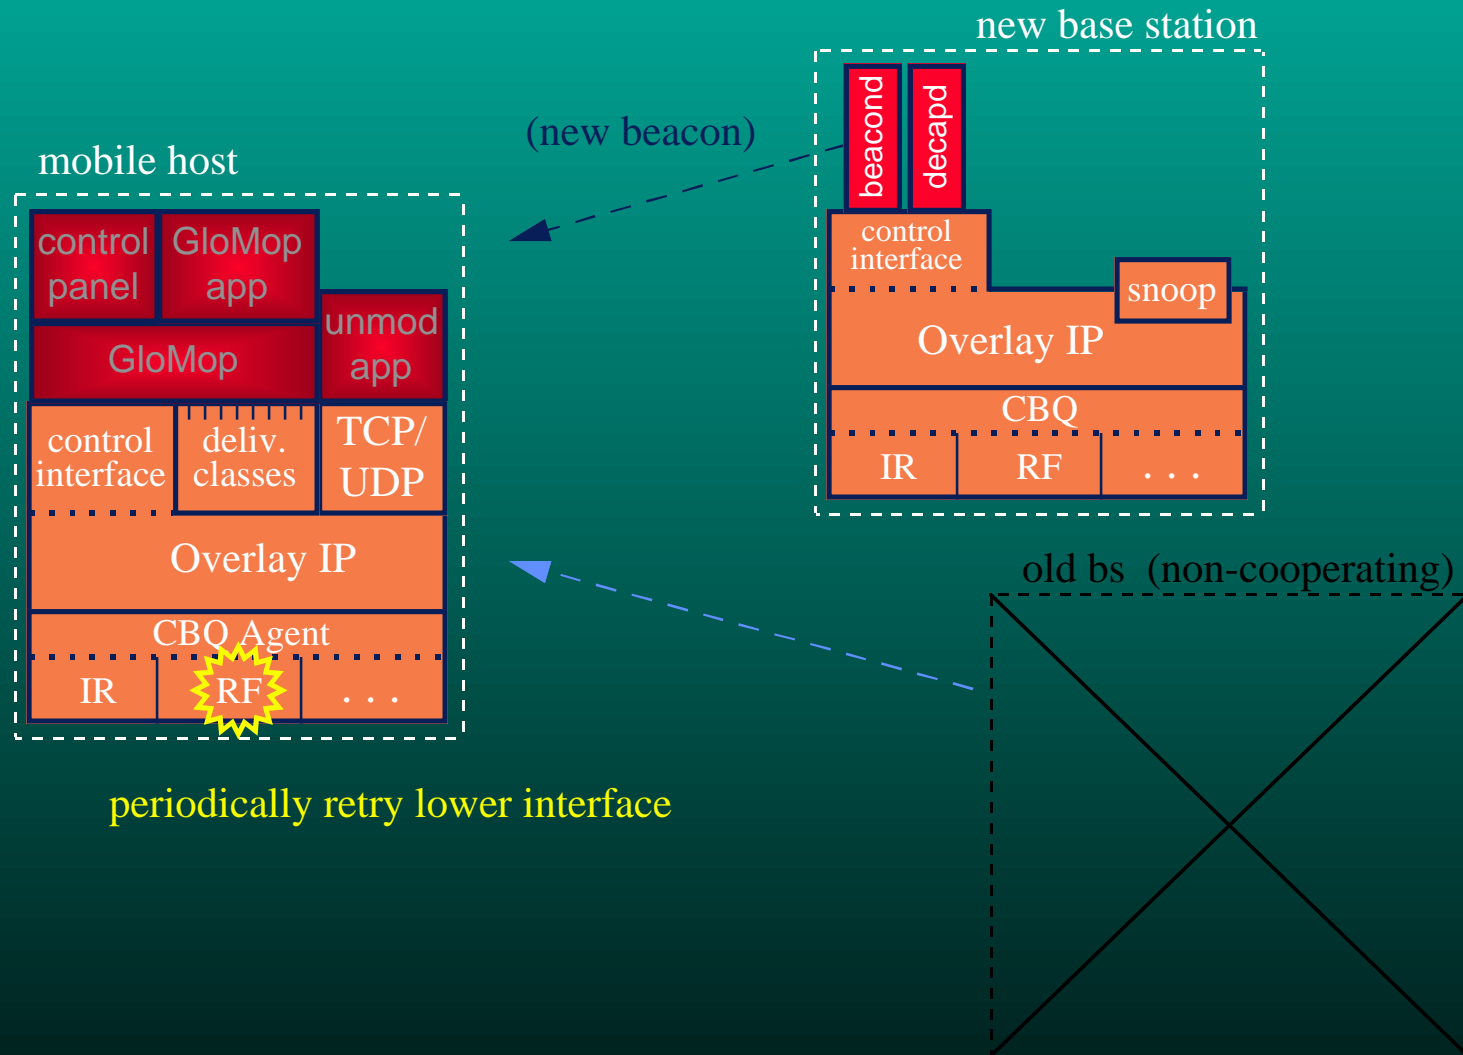 new base station
beacond
decapd
(new beacon)
mobile host
control
interface
snoop
Overlay IP
CBQ
IR
RF
. . .
control
panel
GloMop
app
unmod
app
GloMop
control
interface
deliv.
classes
TCP/
UDP
Overlay IP
CBQ Agent
IR
RF
. . .
old bs (non-cooperating)
periodically retry lower interface